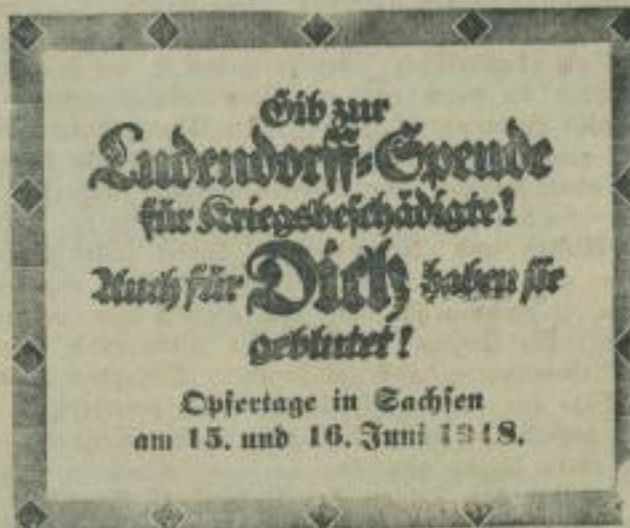 Gib zur
Ludendorff-Spende
für Kriegsbeschädigte!
Auch für Dich haben sie
geblutet!
Opfertage in Sachsen
am 15. und 16. Juni 1918.